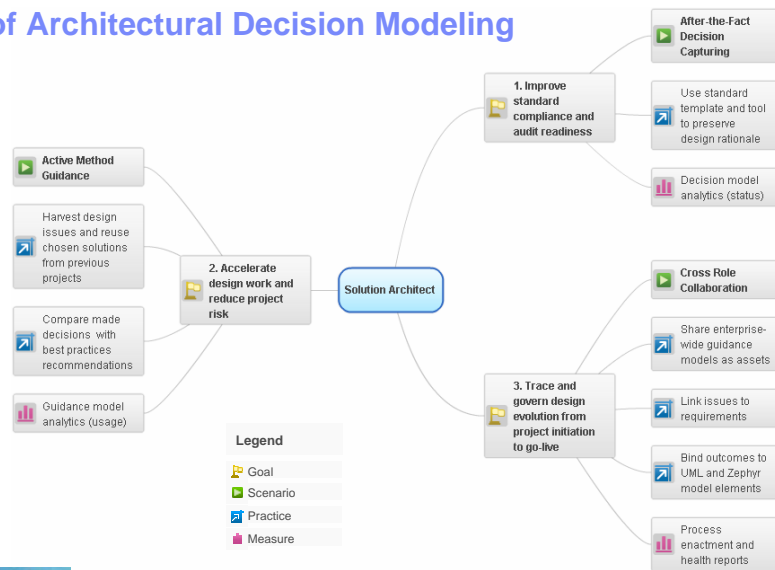 of Architectural Decision Modeling
After-the-Fact
Decision
Capturing
1. Improve
standard
compliance and
audit readiness
Use standard
template and tool
to preserve
design rationale
Decision model
analytics (status)
Active Method
Guidance
Harvest design
issues and reuse
chosen solutions
from previous
projects
2. Accelerate
design work and
reduce project
risk
Compare made
decisions with
best practices
recommendations
Guidance model
analytics (usage)
Solution Architect
Cross Role
Collaboration
Share enterprise-
wide guidance
models as assets
3. Trace and
govern design
evolution from
project initiation
to go-live
Link issues to
requirements
Bind outcomes to
UML and Zephyr
model elements
Process
enactment and
health reports
Legend
Goal
Scenario
Practice
Measure